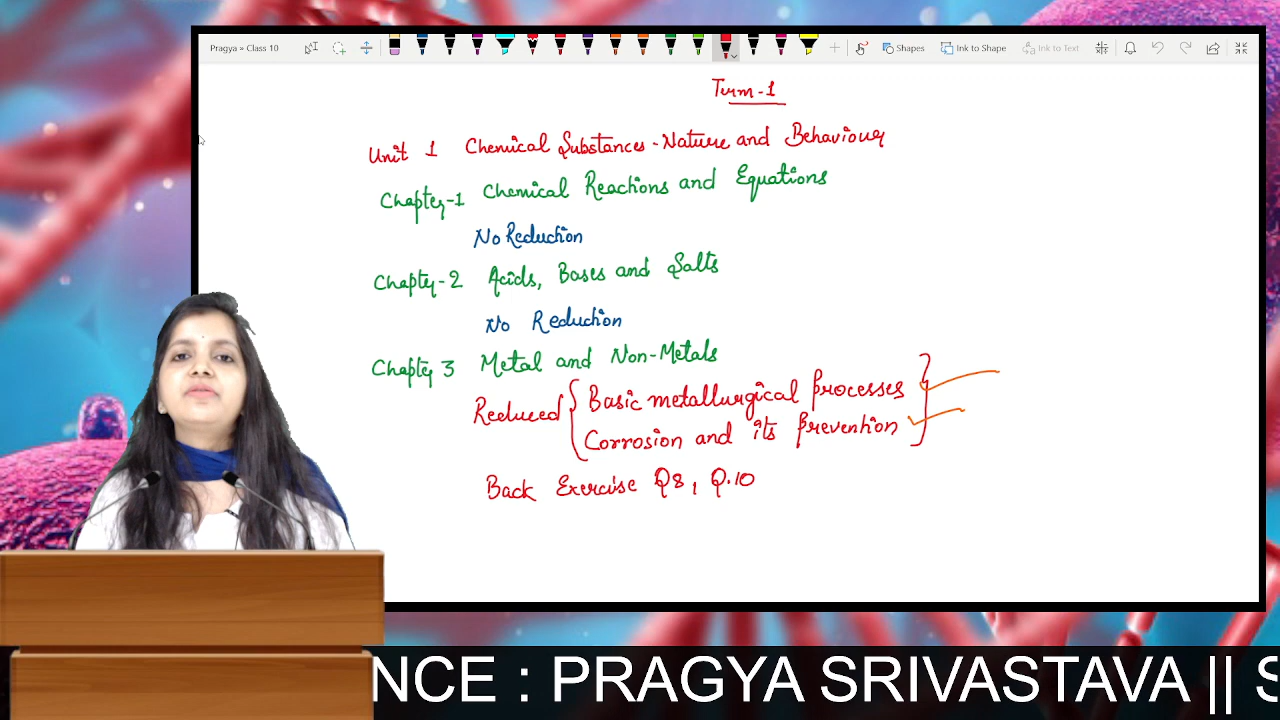 Pragya » Class 10
Shapes
Ink to Shape
Ink to Text
Term-1
Unit 1 Chemical Substances-Nature and Behaviour
Chapter-1 Chemical Reactions and Equations
No Reduction
Chapter-2 Acids, Bases and Salts
No Reduction
Chapter 3 Metal and Non-Metals
Reduced { Basic metallurgical processes }
Corrosion and its prevention
Back Exercise Q8, Q.10
NCE : PRAGYA SRIVASTAVA || S